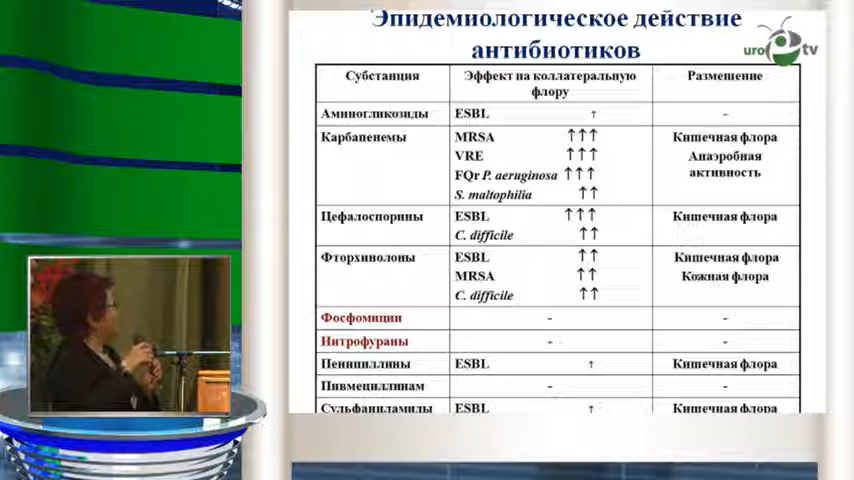 Эпидемиологическое действие
антибиотиков
uro tv
Субстанция Эффект на коллатеральную флору Размешение
Аминогликозиды ESBL ↑ -
Карбапенемы MRSA ↑↑↑ Кишечная флора
VRE ↑↑↑ Анаэробная
FQr P. aeruginosa ↑↑↑ активность
S. maltophilia ↑↑
Цефалоспорины ESBL ↑↑↑ Кишечная флора
C. difficile ↑↑
Фторхинолоны ESBL ↑↑ Кишечная флора
MRSA ↑↑ Кожная флора
C. difficile ↑↑
Фосфомицин - -
Нитрофураны - -
Пенициллины ESBL ↑ Кишечная флора
Пивмециллинам - -
Сульфаниламиды ESBL ↑ Кишечная флора